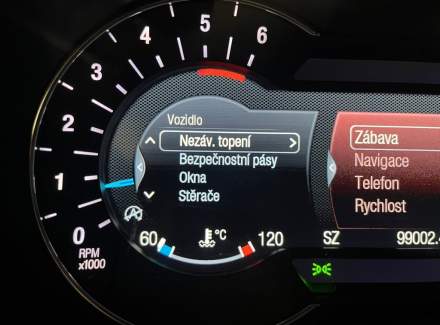 5
4
6
3
2
1
0
RPM
x1000
Vozidlo
Nezáv. topení
Bezpečnostní pásy
Okna
Stěrače
Zábava
Navigace
Telefon
Rychlost
60
°C
120
SZ
99002.